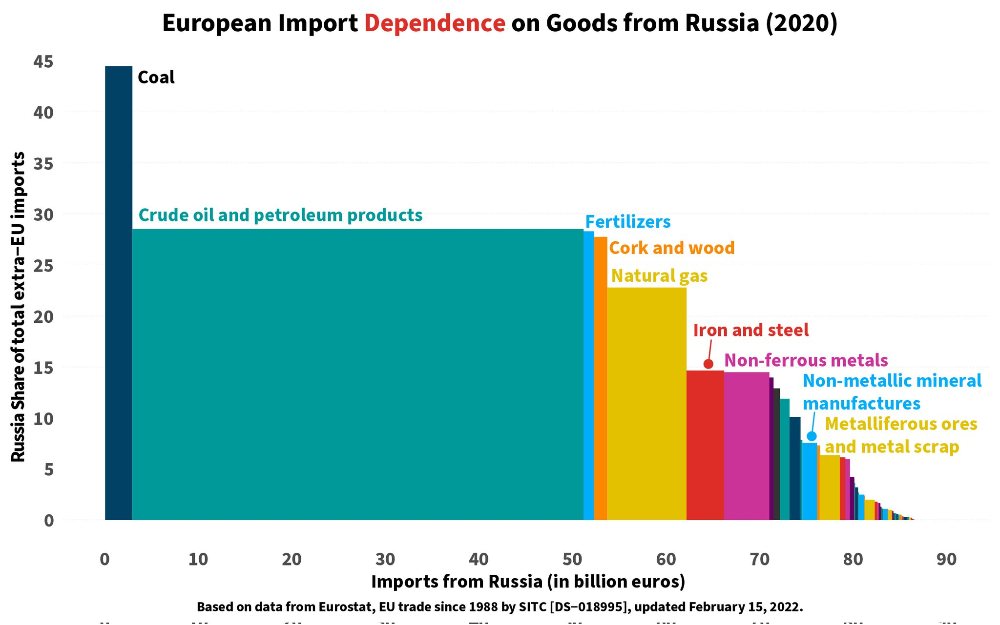 European Import Dependence on Goods from Russia (2020)
45
Coal
40
35
30
Crude oil and petroleum products
Fertilizers
Cork and wood
25
Natural gas
20
Iron and steel
15
Non-ferrous metals
Non-metallic mineral
manufactures
10
Metalliferous ores
and metal scrap
5
0
Russia Share of total extra−EU imports
0 10 20 30 40 50 60 70 80 90
Imports from Russia (in billion euros)
Based on data from Eurostat, EU trade since 1988 by SITC [DS−018995], updated February 15, 2022.